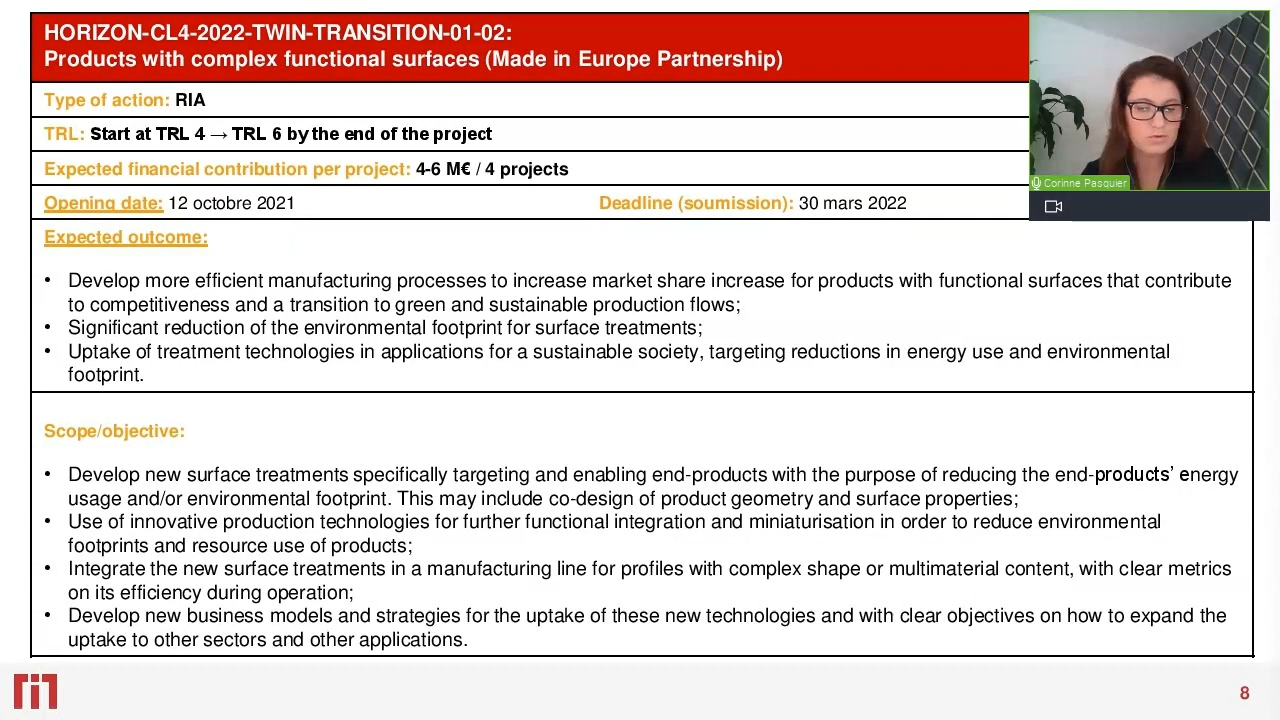 HORIZON-CL4-2022-TWIN-TRANSITION-01-02:
Products with complex functional surfaces (Made in Europe Partnership)
Type of action: RIA
TRL: Start at TRL 4 → TRL 6 by the end of the project
Expected financial contribution per project: 4-6 M€ / 4 projects
Opening date: 12 octobre 2021 Deadline (soumission): 30 mars 2022
Corinne Pasquier
Expected outcome:
• Develop more efficient manufacturing processes to increase market share increase for products with functional surfaces that contribute
to competitiveness and a transition to green and sustainable production flows;
• Significant reduction of the environmental footprint for surface treatments;
• Uptake of treatment technologies in applications for a sustainable society, targeting reductions in energy use and environmental
footprint.
Scope/objective:
• Develop new surface treatments specifically targeting and enabling end-products with the purpose of reducing the end-products’ energy
usage and/or environmental footprint. This may include co-design of product geometry and surface properties;
• Use of innovative production technologies for further functional integration and miniaturisation in order to reduce environmental
footprints and resource use of products;
• Integrate the new surface treatments in a manufacturing line for profiles with complex shape or multimaterial content, with clear metrics
on its efficiency during operation;
• Develop new business models and strategies for the uptake of these new technologies and with clear objectives on how to expand the
uptake to other sectors and other applications.
8